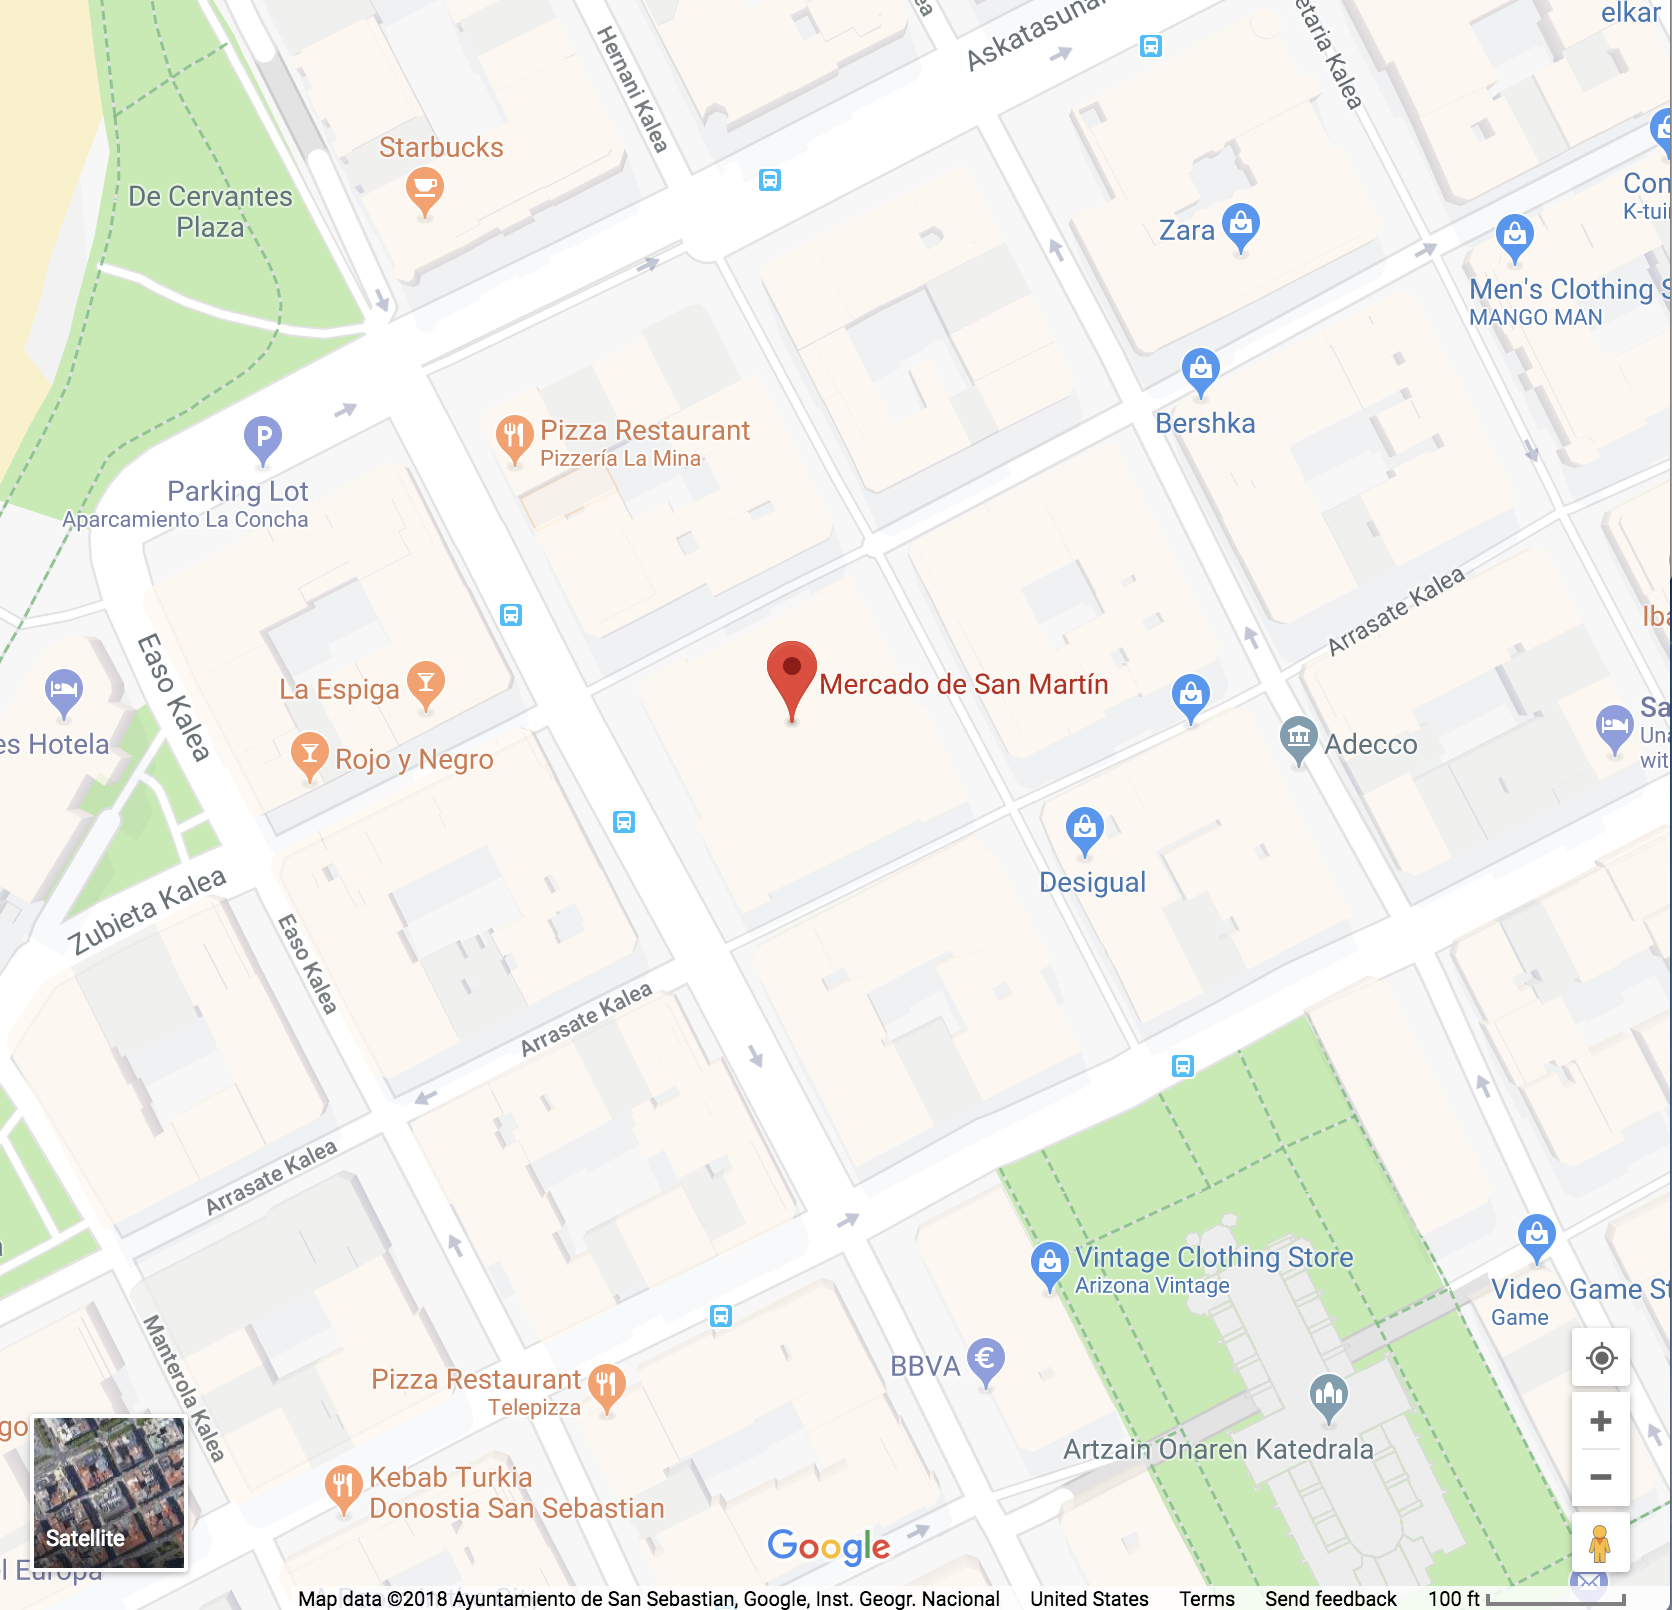 elkar
Askatasunar
Hernani Kalea
etaria Kalea
Starbucks
De Cervantes
Plaza
Zara
Con
K-tuin
Men's Clothing S
MANGO MAN
Bershka
Pizza Restaurant
Pizzería La Mina
P
Parking Lot
Aparcamiento La Concha
Arrasate Kalea
Iba
Easo Kalea
La Espiga
Mercado de San Martín
Sa
Una
wit
es Hotela
Rojo y Negro
Adecco
Desigual
Zubieta Kalea
Easo Kalea
Arrasate Kalea
Arrasate Kalea
Vintage Clothing Store
Arizona Vintage
Video Game St
Game
Manterola Kalea
BBVA
€
Pizza Restaurant
Telepizza
go
Artzain Onaren Katedrala
Kebab Turkia
Donostia San Sebastian
Satellite
Google
l Europa
Map data ©2018 Ayuntamiento de San Sebastian, Google, Inst. Geogr. Nacional United States Terms Send feedback 100 ft